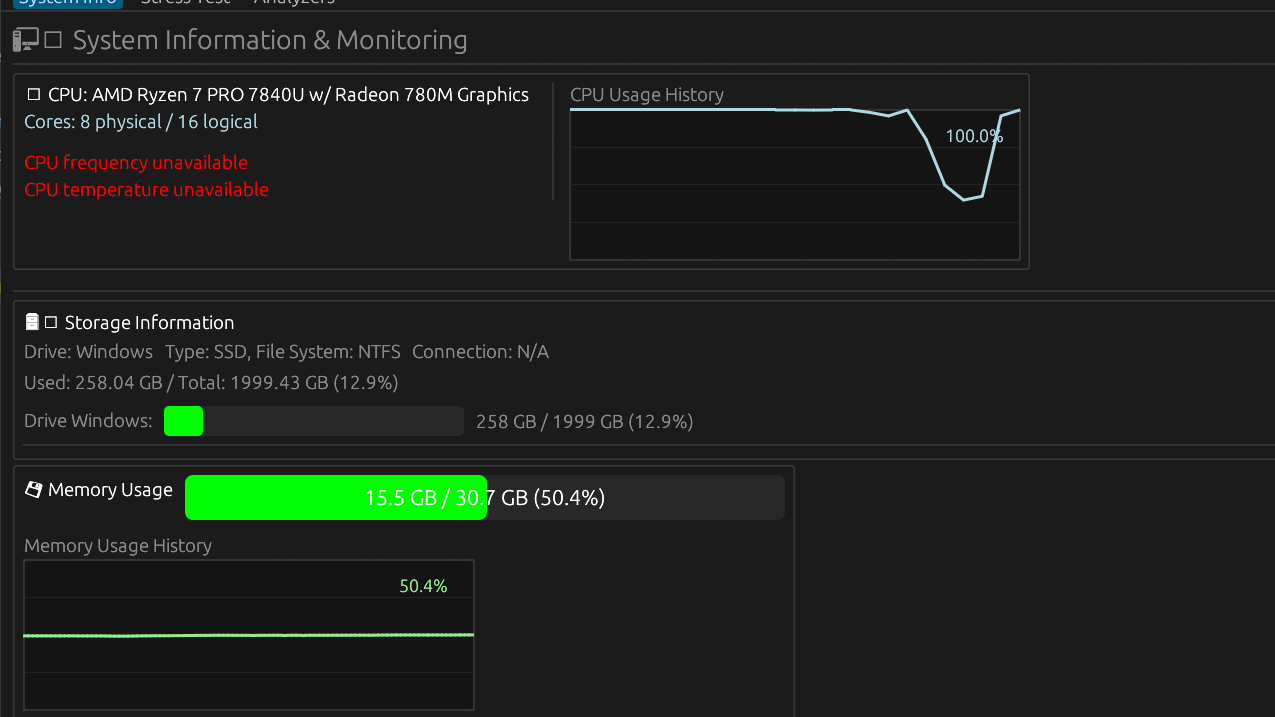 System Info Stress Test Analyzers
System Information & Monitoring
CPU: AMD Ryzen 7 PRO 7840U w/ Radeon 780M Graphics
Cores: 8 physical / 16 logical
CPU frequency unavailable
CPU temperature unavailable
CPU Usage History
100.0%
Storage Information
Drive: Windows Type: SSD, File System: NTFS Connection: N/A
Used: 258.04 GB / Total: 1999.43 GB (12.9%)
Drive Windows: 258 GB / 1999 GB (12.9%)
Memory Usage 15.5 GB / 30.7 GB (50.4%)
Memory Usage History
50.4%